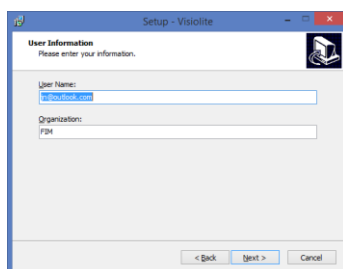 Setup - Visiolite
User Information
Please enter your information.
User Name:
@outlook.com
Organization:
FIM
< Back
Next >
Cancel